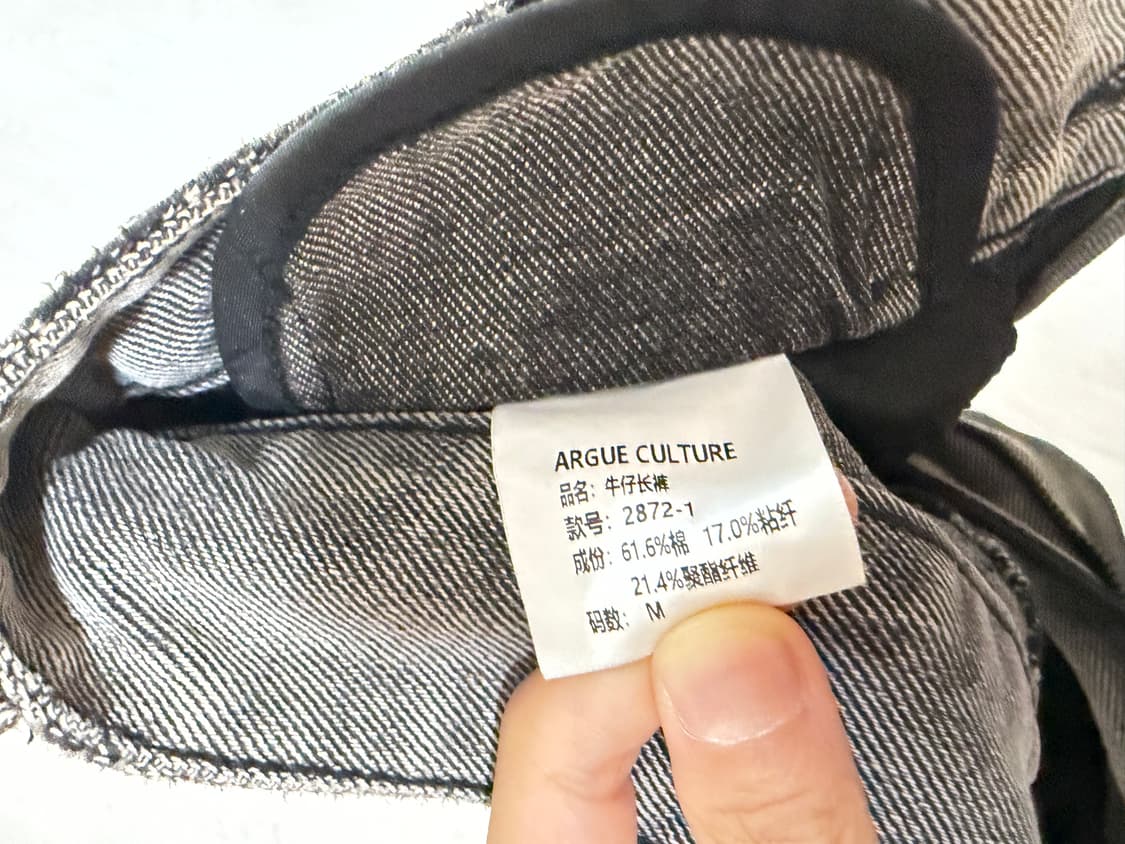 ARGUE CULTURE
品名：牛仔长裤
款号：2872-1
成份：61.6%棉 17.0%粘纤
21.4%聚酯纤维
码数：M